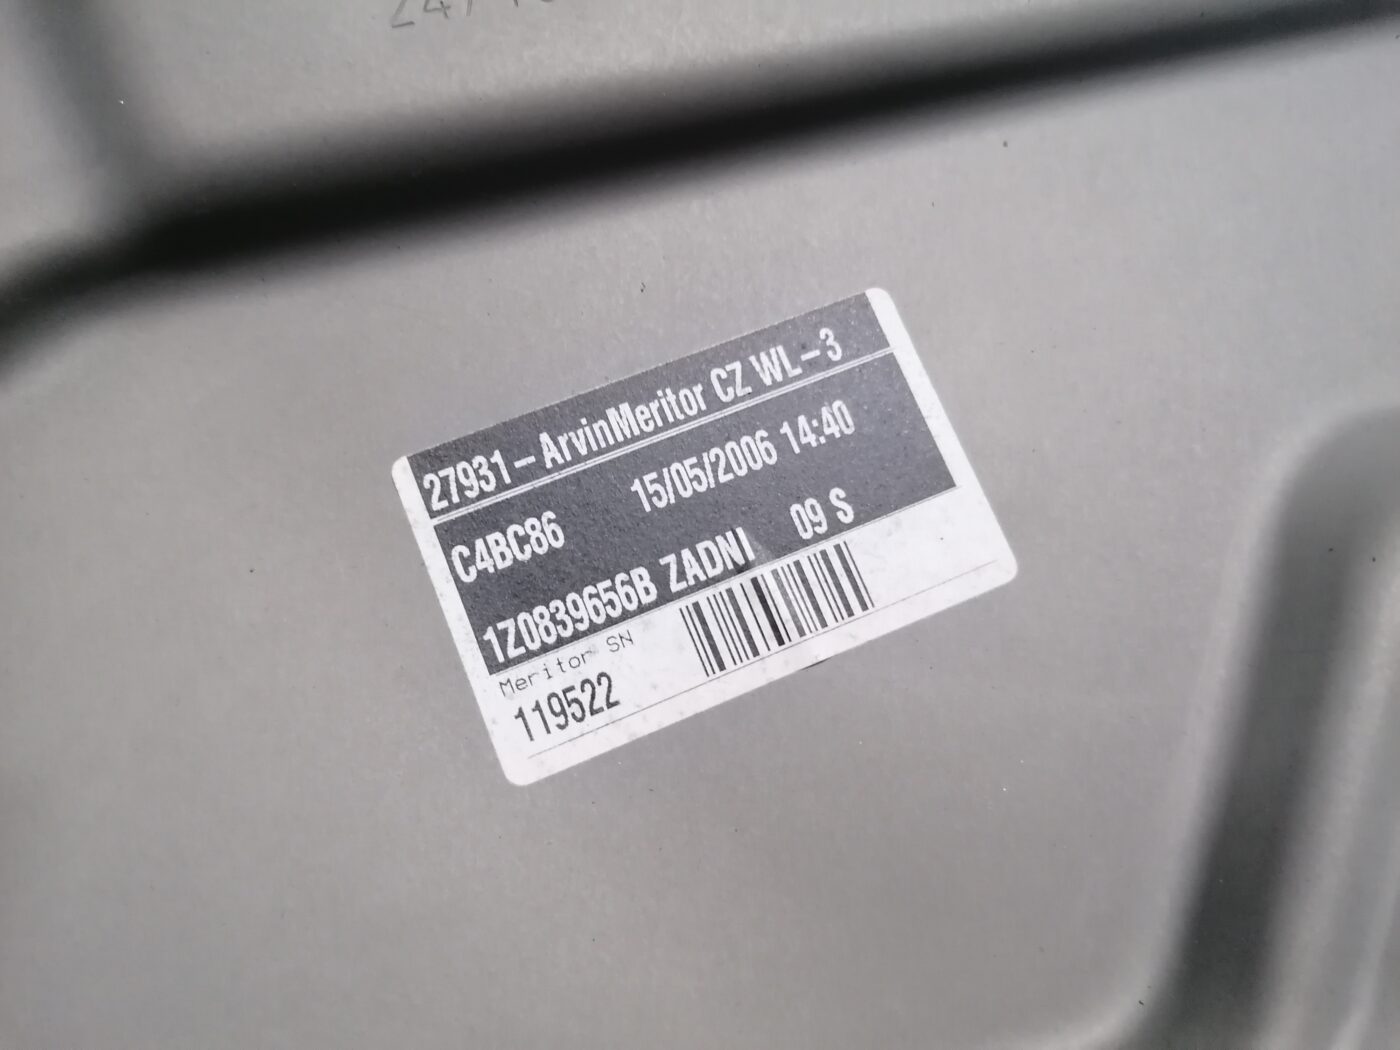 27931-ArvinMeritor CZ WL-3
C4BC86 15/05/2006 14:40
1Z0839656B ZADNI 09 S
Meritor SN
119522